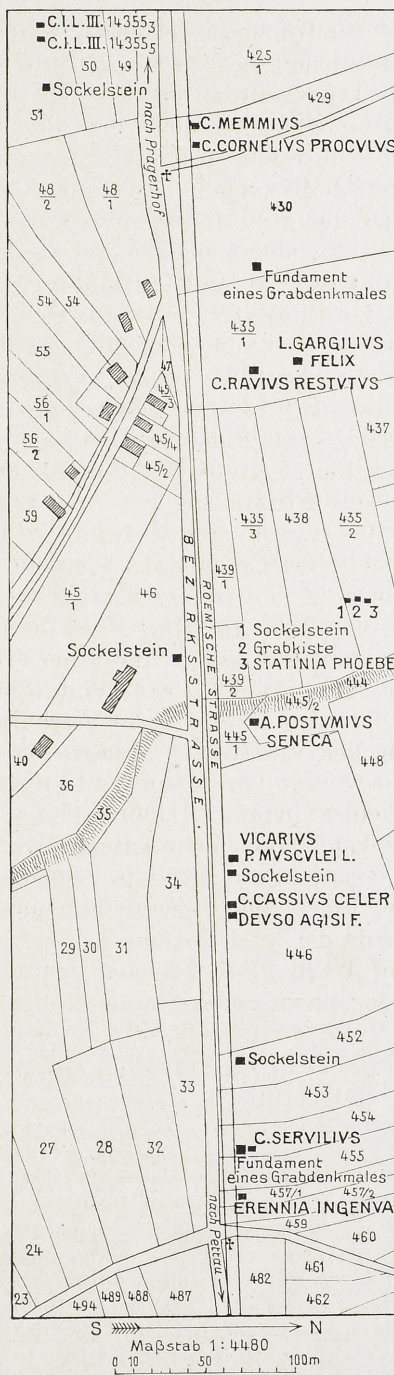 C.I.L.III. 14355₃
C.I.L.III. 14355₅
50
49
425
1
Sockelstein
429
51
nach Pragerhof
C. MEMMIVS
C. CORNELIVS PROCVLVS
48
2
48
1
430
Fundament
eines Grabdenkmales
54
54
435
1
L. GARGILIVS
FELIX
55
47
C. RAVIVS RESTVTVS
45/3
56
1
437
45/4
56
2
45/2
59
435
3
438
435
2
BEZIRKSSTRASSE.
ROEMISCHE STRASSE
439
1
45
1
46
1 2 3
1 Sockelstein
2 Grabkiste
3 STATINIA PHOEBE
Sockelstein
439
2
444
445/2
A. POSTVMIVS
SENECA
445
1
40
448
36
35
VICARIVS
P. MVSCVLEI L.
34
Sockelstein
C. CASSIVS CELER
DEVSO AGISI F.
29
30
31
446
452
Sockelstein
33
453
454
27
28
32
C. SERVILIVS
Fundament
455
eines Grabdenkmales
457/1
457/2
ERENNIA INGENVA
459
24
nach Pettau
460
461
482
23
494
489
488
487
462
S
N
Maßstab 1:4480
0 10 50 100m